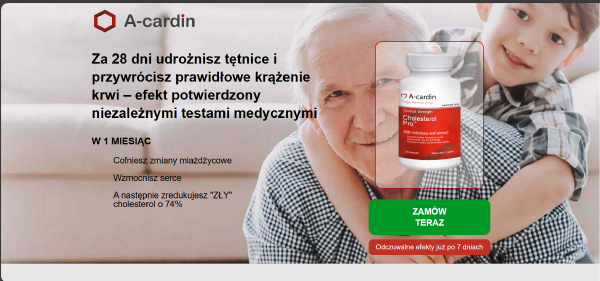 A-cardin
Za 28 dni udrożnisz tętnice i
przywrócisz prawidłowe krążenie
krwi – efekt potwierdzony
niezależnymi testami medycznymi
W 1 MIESIĄC
Cofniesz zmiany miażdżycowe
Wzmocnisz serce
A następnie zredukujesz "ZŁY"
cholesterol o 74%
A-cardin
Cholesterol
Pro
ZAMÓW
TERAZ
Odczuwalne efekty już po 7 dniach